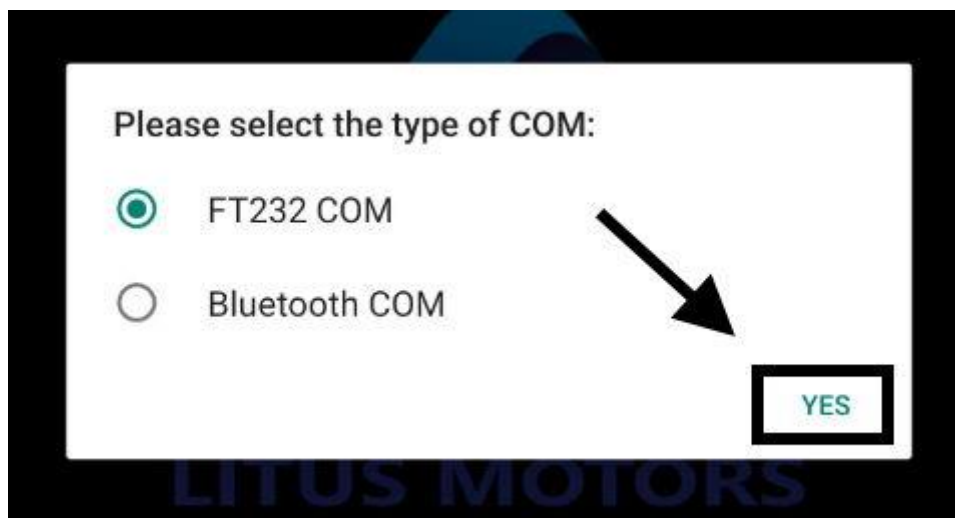 Please select the type of COM:
FT232 COM
Bluetooth COM
YES
LITUS MOTORS